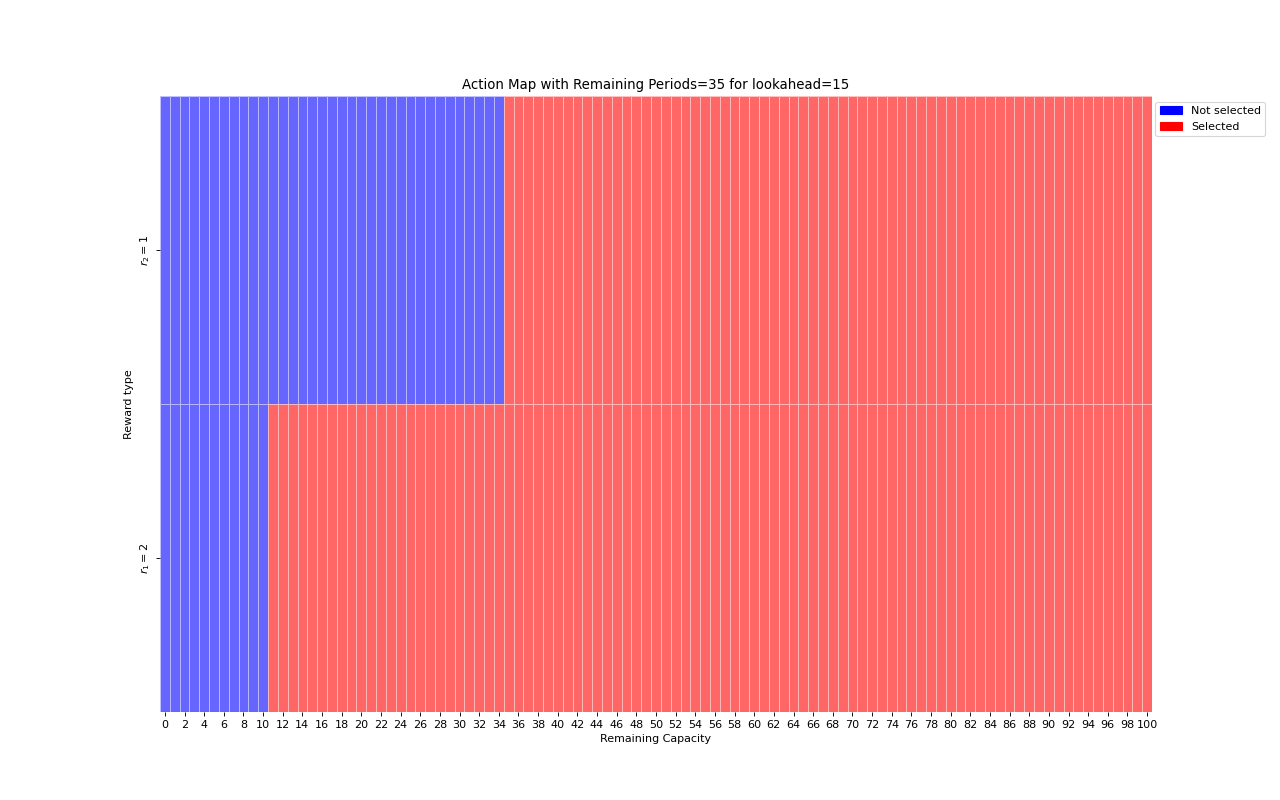 Action Map with Remaining Periods=35 for lookahead=15
Not selected
Selected
r₂ = 1
Reward type
r₁ = 2
0 2 4 6 8 10 12 14 16 18 20 22 24 26 28 30 32 34 36 38 40 42 44 46 48 50 52 54 56 58 60 62 64 66 68 70 72 74 76 78 80 82 84 86 88 90 92 94 96 98 100
Remaining Capacity